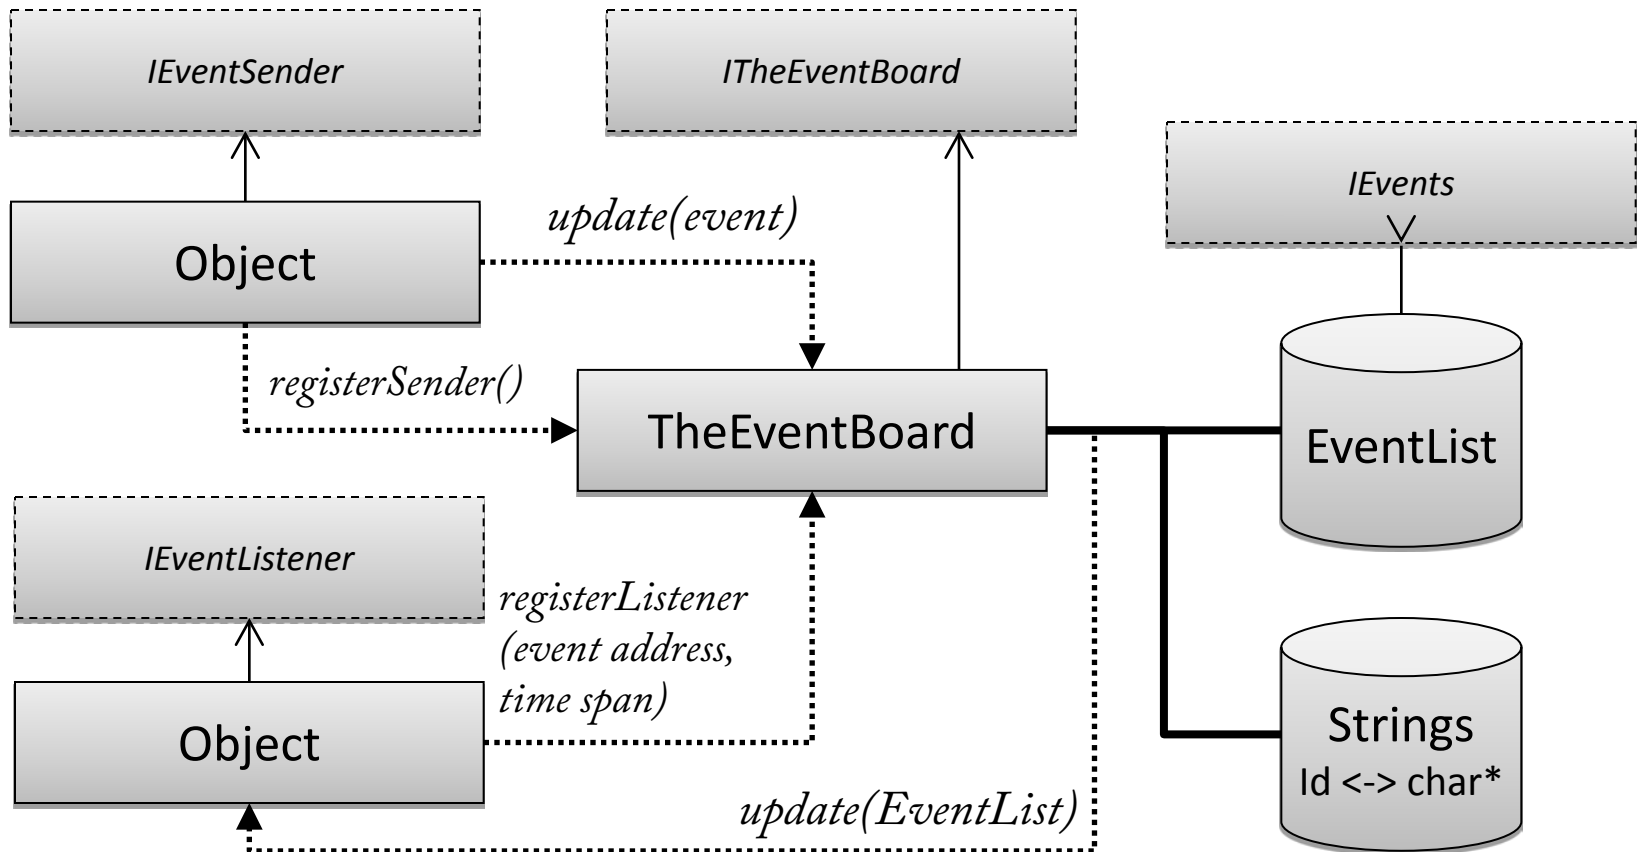 IEventSender
ITheEventBoard
IEvents
Object
update(event)
registerSender()
TheEventBoard
EventList
IEventListener
registerListener
(event address,
time span)
Object
Strings
Id <-> char*
update(EventList)